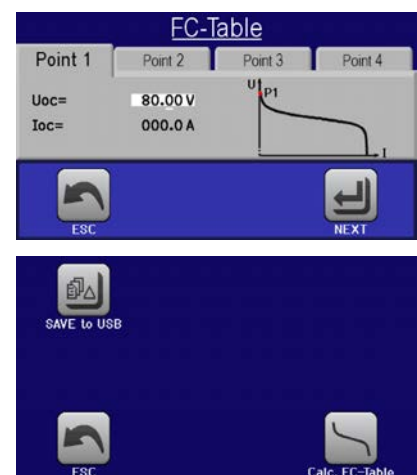 FC-Table
Point 1 Point 2 Point 3 Point 4
Uoc= 80.00 V
Ioc= 000.0 A
U P1
I
ESC NEXT
SAVE to USB
ESC Calc. FC-Table